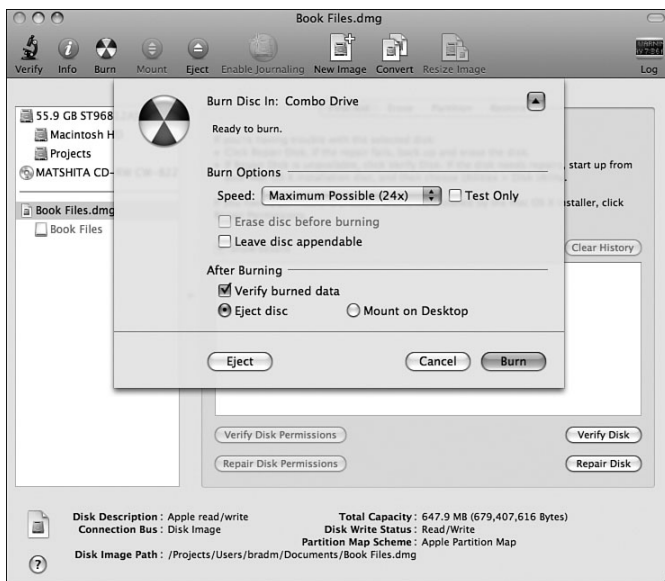 Book Files.dmg
Verify Info Burn Mount Eject Enable Journaling New Image Convert Resize Image Log
Burn Disc In: Combo Drive
Ready to burn.
Burn Options
Speed: Maximum Possible (24x) Test Only
Erase disc before burning
Leave disc appendable
After Burning
Verify burned data
Eject disc Mount on Desktop
Eject Cancel Burn
55.9 GB ST968
Macintosh H
Projects
MATSHITA CD-
Book Files.dmg
Book Files
start up from
staller, click
Clear History
Verify Disk Permissions Verify Disk
Repair Disk Permissions Repair Disk
Disk Description : Apple read/write Total Capacity : 647.9 MB (679,407,616 Bytes)
Connection Bus : Disk Image Disk Write Status : Read/Write
Partition Map Scheme : Apple Partition Map
Disk Image Path : /Projects/Users/bradm/Documents/Book Files.dmg
?